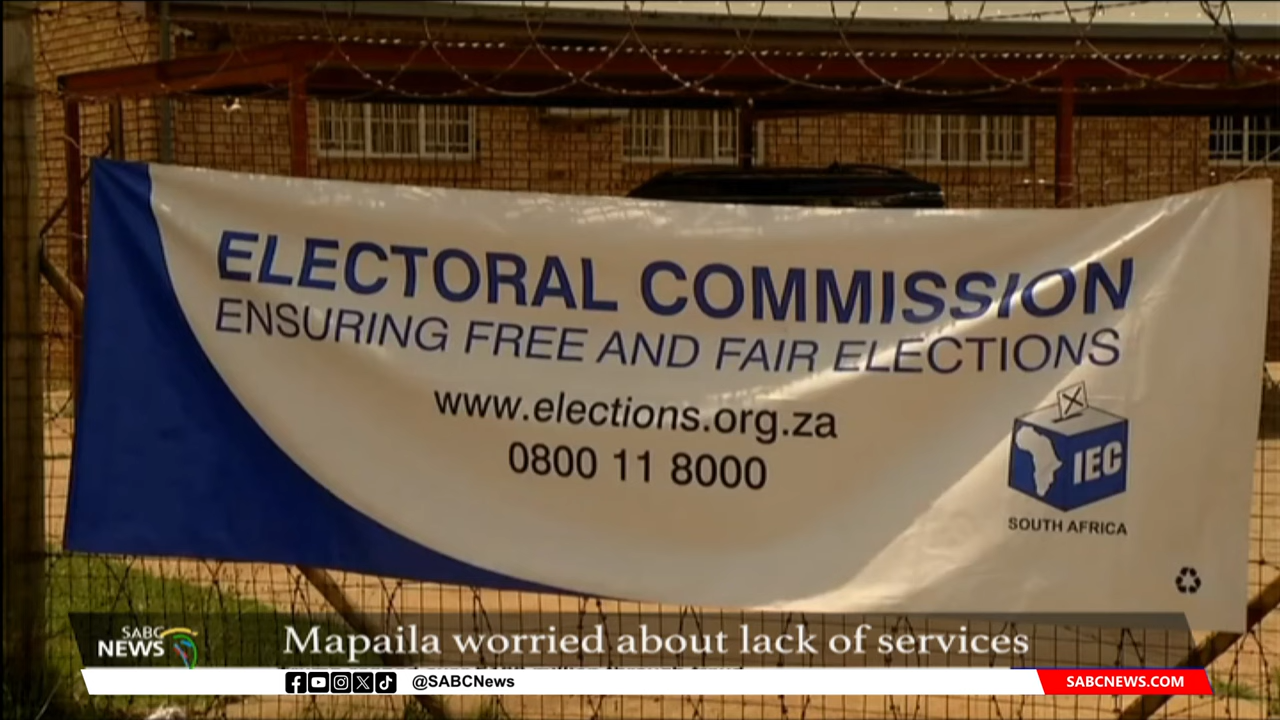 ELECTORAL COMMISSION
ENSURING FREE AND FAIR ELECTIONS
www.elections.org.za
0800 11 8000
IEC
SOUTH AFRICA
SABC
NEWS
Mapaila worried about lack of services
@SABCNews
SABCNEWS.COM